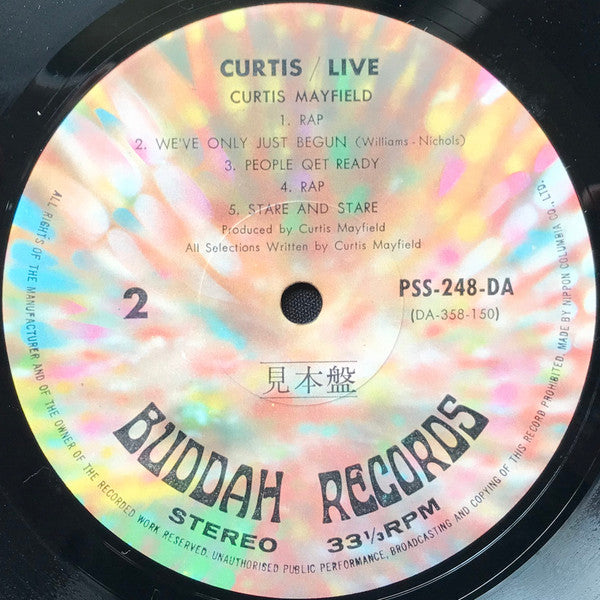 CURTIS / LIVE
CURTIS MAYFIELD
1. RAP
2. WE'VE ONLY JUST BEGUN (Williams - Nichols)
3. PEOPLE QET READY
4. RAP
5. STARE AND STARE
Produced by Curtis Mayfield
All Selections Written by Curtis Mayfield
2
PSS-248-DA
(DA-358-150)
見本盤
BUDDAH RECORDS
STEREO
33⅓RPM
ALL RIGHTS OF THE MANUFACTURER AND OF THE OWNER OF THE RECORDED WORK RESERVED. UNAUTHORISED PUBLIC PERFORMANCE, BROADCASTING AND COPYING OF THIS RECORD PROHIBITED. MADE BY NIPPON COLUMBIA CO., LTD.